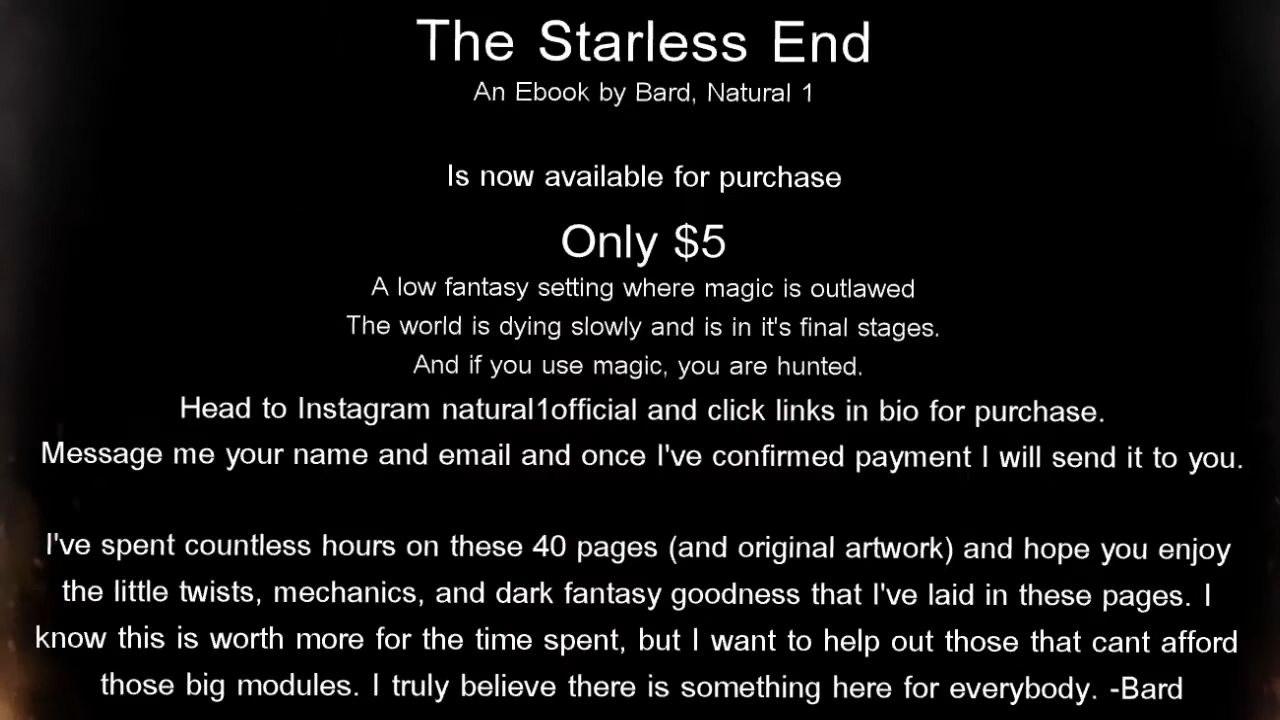 The Starless End
An Ebook by Bard, Natural 1
Is now available for purchase
Only $5
A low fantasy setting where magic is outlawed
The world is dying slowly and is in it's final stages.
And if you use magic, you are hunted.
Head to Instagram natural1official and click links in bio for purchase.
Message me your name and email and once I've confirmed payment I will send it to you.
I've spent countless hours on these 40 pages (and original artwork) and hope you enjoy
the little twists, mechanics, and dark fantasy goodness that I've laid in these pages. I
know this is worth more for the time spent, but I want to help out those that cant afford
those big modules. I truly believe there is something here for everybody. -Bard